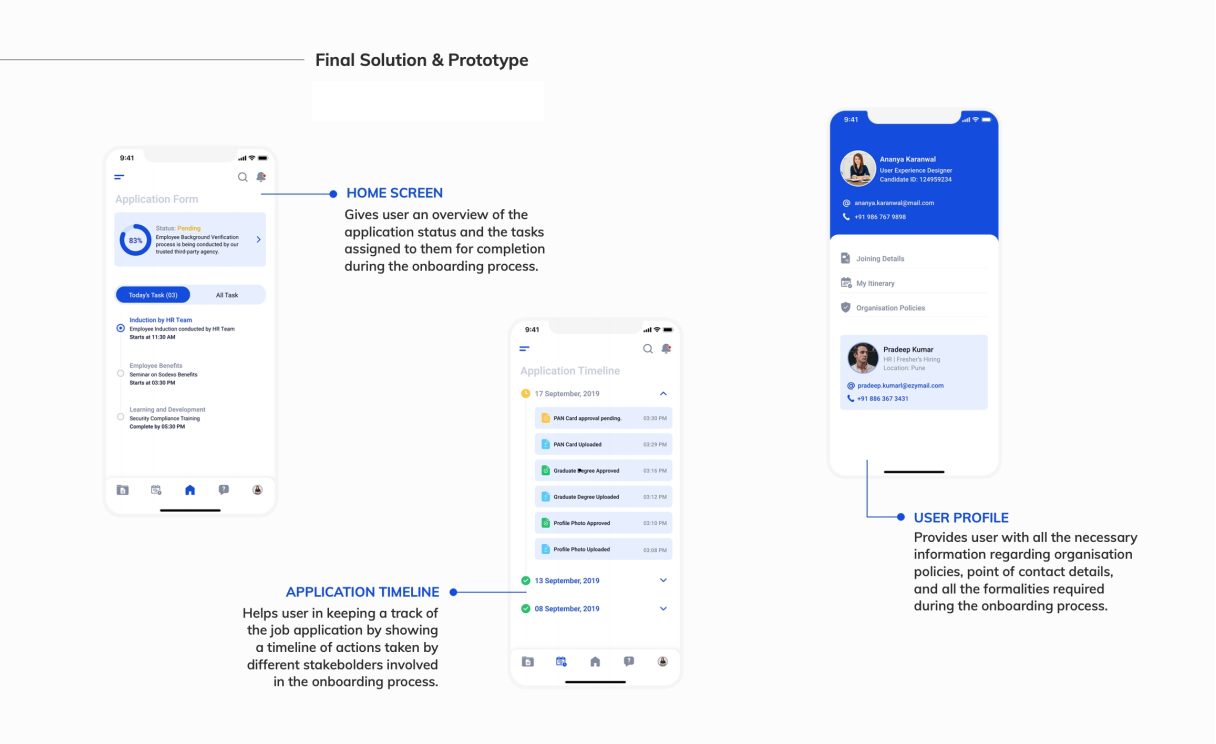 Final Solution & Prototype
9:41
Application Form
83%
Status: Pending
Employee Background Verification
process is being conducted by our
trusted third-party agency.
Today's Task (03)
All Task
Induction by HR Team
Employee Induction conducted by HR Team
Starts at 11:30 AM
Employee Benefits
Seminar on Sodexo Benefits
Starts at 03:30 PM
Learning and Development
Security Compliance Training
Complete by 05:30 PM
HOME SCREEN
Gives user an overview of the
application status and the tasks
assigned to them for completion
during the onboarding process.
9:41
Application Timeline
17 September, 2019
PAN Card approval pending. 03:30 PM
PAN Card Uploaded 03:29 PM
Graduate Degree Approved 03:16 PM
Graduate Degree Uploaded 03:12 PM
Profile Photo Approved 03:10 PM
Profile Photo Uploaded 03:08 PM
13 September, 2019
08 September, 2019
APPLICATION TIMELINE
Helps user in keeping a track of
the job application by showing
a timeline of actions taken by
different stakeholders involved
in the onboarding process.
9:41
Ananya Karanwal
User Experience Designer
Candidate ID: 124959234
ananya.karanwal@mail.com
+91 986 767 9898
Joining Details
My Itinerary
Organisation Policies
Pradeep Kumar
HR | Fresher's Hiring
Location: Pune
pradeep.kumarl@ezymail.com
+91 886 367 3431
USER PROFILE
Provides user with all the necessary
information regarding organisation
policies, point of contact details,
and all the formalities required
during the onboarding process.